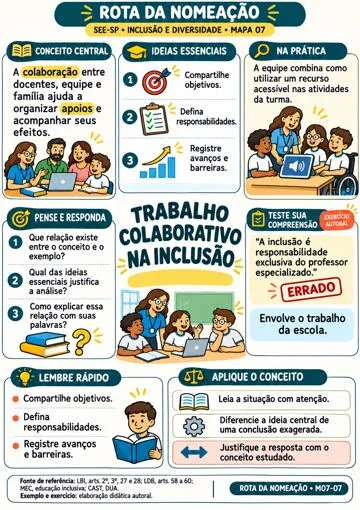 ROTA DA NOMEAÇÃO
SEE-SP • INCLUSÃO E DIVERSIDADE • MAPA 07
CONCEITO CENTRAL
A colaboração entre
docentes, equipe e
família ajuda a
organizar apoios e
acompanhar seus
efeitos.
IDEIAS ESSENCIAIS
1
Compartilhe
objetivos.
2
Defina
responsabilidades.
3
Registre
avanços e
barreiras.
NA PRÁTICA
A equipe combina como
utilizar um recurso
acessível nas atividades
da turma.
PENSE E RESPONDA
1
Que relação existe
entre o conceito e o
exemplo?
2
Qual das ideias
essenciais justifica
a análise?
3
Como explicar essa
relação com suas
palavras?
TRABALHO
COLABORATIVO
NA INCLUSÃO
TESTE SUA
COMPREENSÃO
EXERCÍCIO
AUTORAL
"A inclusão é
responsabilidade
exclusiva do professor
especializado."
ERRADO
Envolve o trabalho
da escola.
LEMBRE RÁPIDO
• Compartilhe objetivos.
• Defina
responsabilidades.
• Registre avanços
e barreiras.
APLIQUE O CONCEITO
Leia a situação com atenção.
Diferencie a ideia central de
uma conclusão exagerada.
Justifique a resposta com o
conceito estudado.
Fonte de referência: LBI, arts. 2º, 3º, 27 e 28; LDB, arts. 58 a 60;
MEC, educação inclusiva; CAST, DUA.
Exemplo e exercício: elaboração didática autoral.
ROTA DA NOMEAÇÃO • M07-07